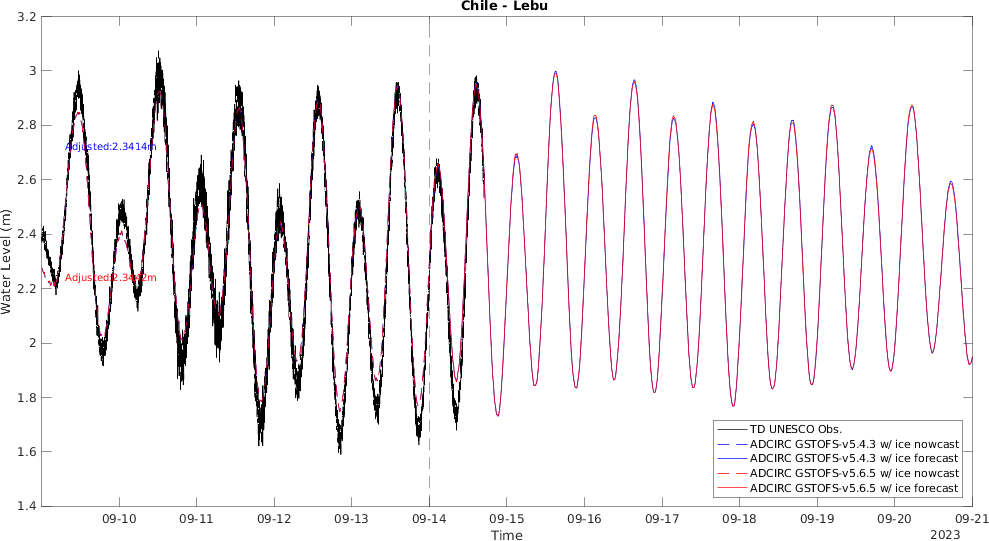 Chile - Lebu
3.2
3
2.8
2.6
2.4
2.2
2
1.8
1.6
1.4
Water Level (m)
Adjusted:2.3414m
Adjusted:2.3442m
TD UNESCO Obs.
ADCIRC GSTOFS-v5.4.3 w/ ice nowcast
ADCIRC GSTOFS-v5.4.3 w/ ice forecast
ADCIRC GSTOFS-v5.6.5 w/ ice nowcast
ADCIRC GSTOFS-v5.6.5 w/ ice forecast
09-10 09-11 09-12 09-13 09-14 09-15 09-16 09-17 09-18 09-19 09-20 09-21
Time
2023